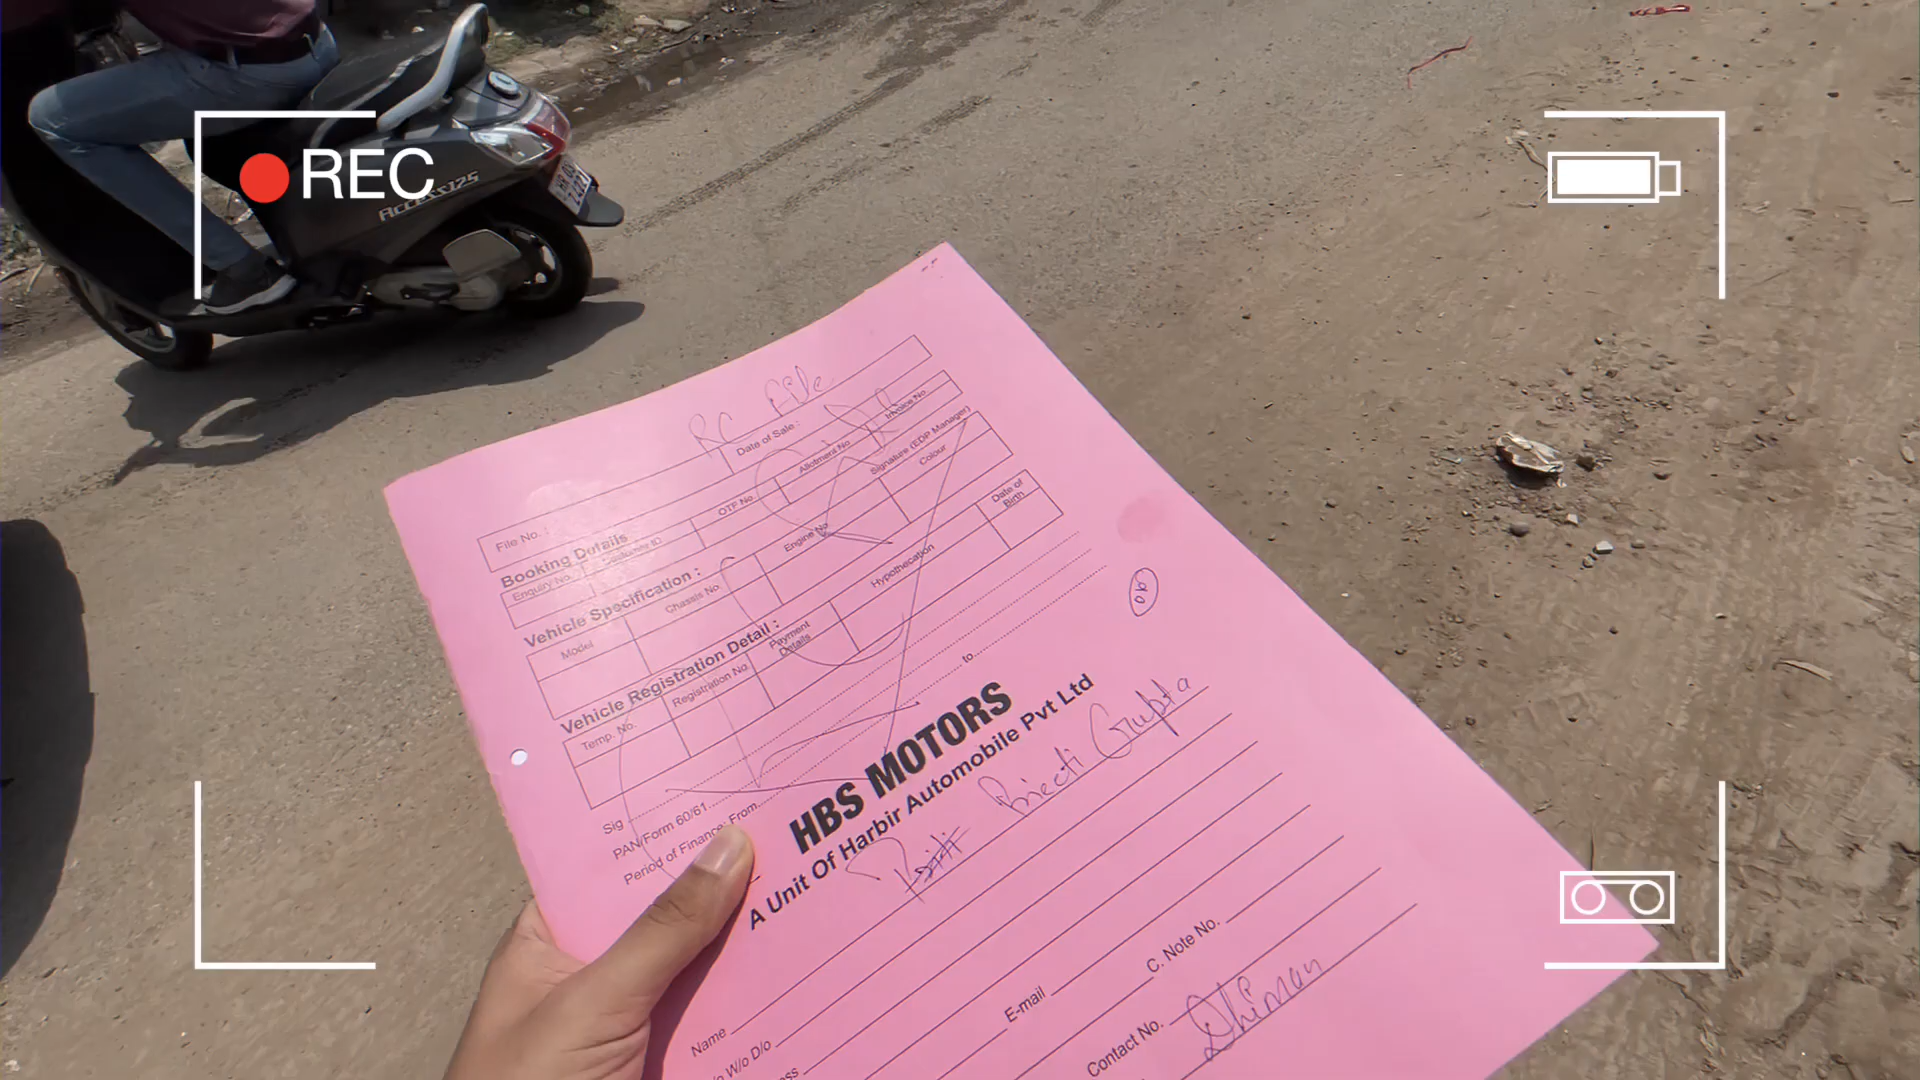 REC
Access125
RC File
File No. :
Date of Sale :
Booking Details
Enquiry No. Customer ID OTF No. Allotment No Invoice No.
Vehicle Specification :
Model Chassis No. Engine No. Colour Signature (EDP Manager)
Vehicle Registration Detail :
Temp. No. Registration No. Payment Details Hypothecation Date of Birth
Sig
PAN/Form 60/61
Period of Finance: From to
90
HBS MOTORS
A Unit Of Harbir Automobile Pvt Ltd
Preeti Gupta
Name
W/o D/o
E-mail C. Note No.
Contact No. Dhiman